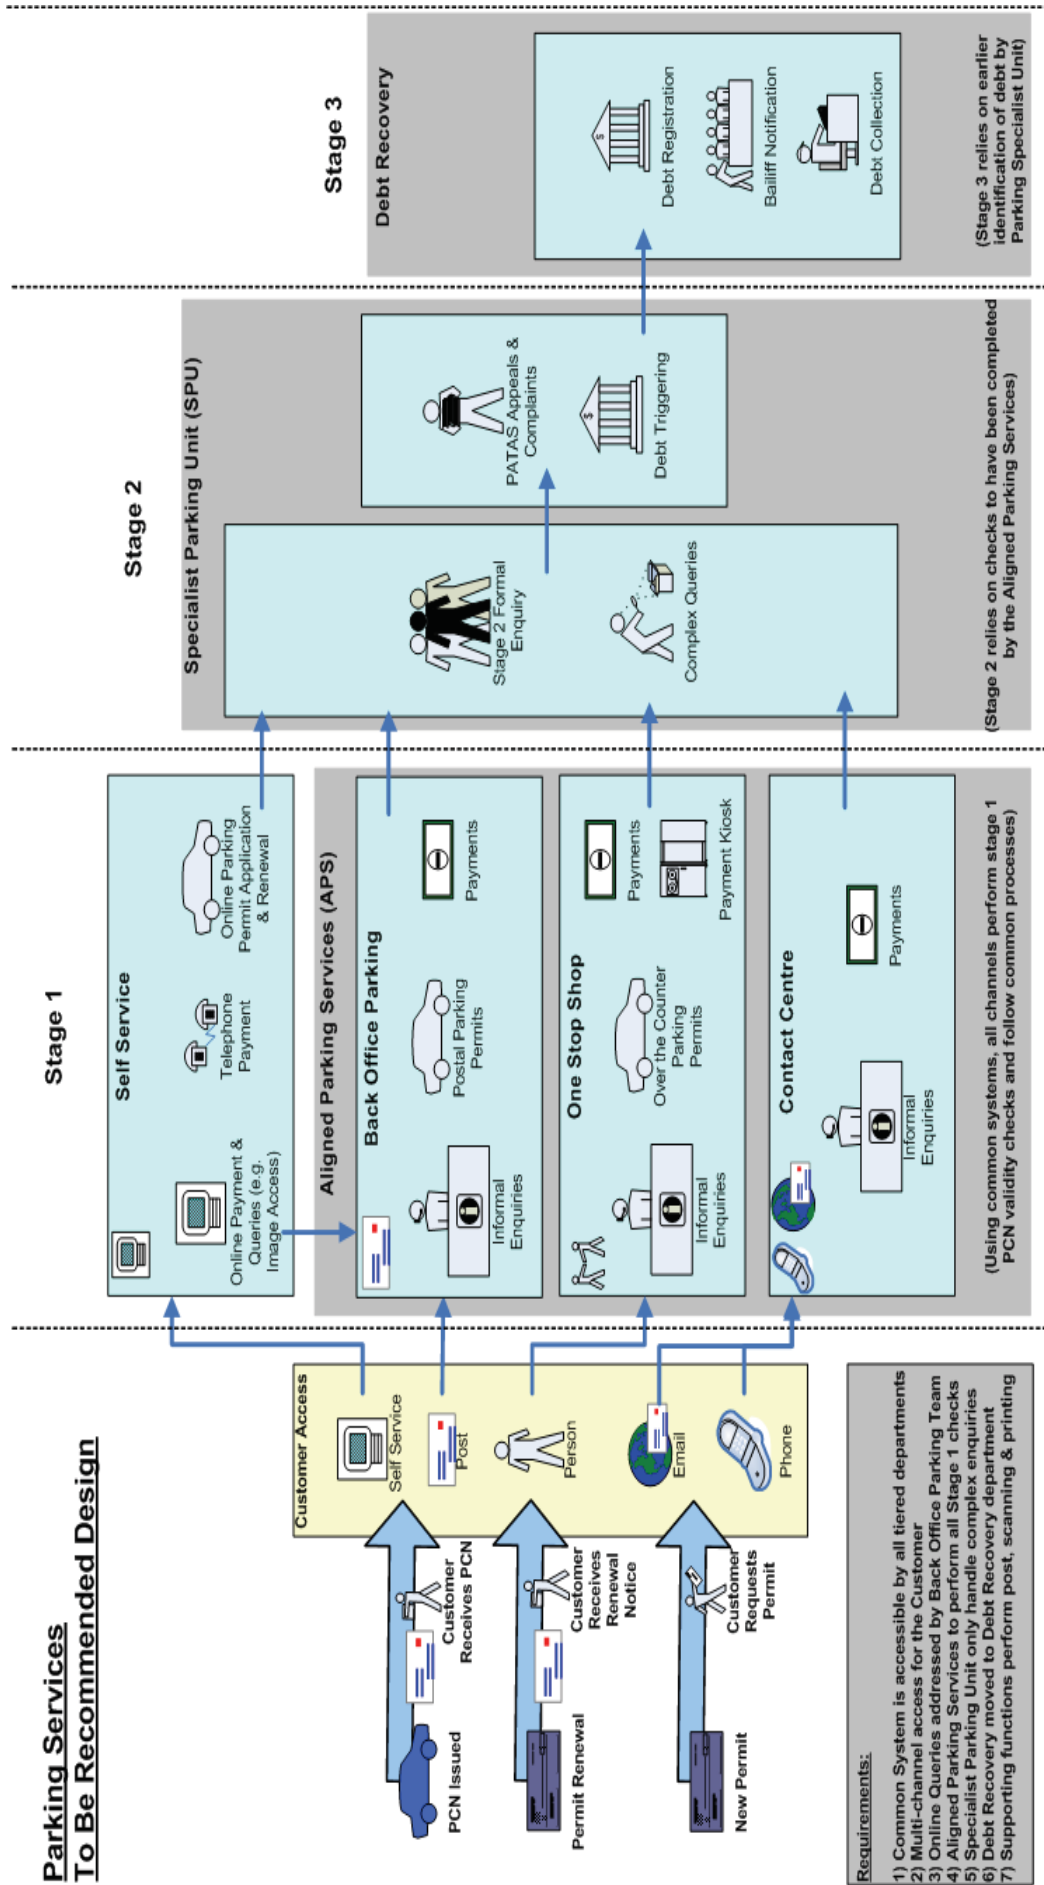 Parking Services
To Be Recommended Design
PCN Issued
Customer
Receives PCN
Permit Renewal
Customer
Receives
Renewal
Notice
New Permit
Customer
Requests
Permit
Customer Access
Self Service
Post
Person
Email
Phone
Requirements:
1) Common System is accessible by all tiered departments
2) Multi-channel access for the Customer
3) Online Queries addressed by Back Office Parking Team
4) Aligned Parking Services to perform all Stage 1 checks
5) Specialist Parking Unit only handle complex enquiries
6) Debt Recovery moved to Debt Recovery department
7) Supporting functions perform post, scanning & printing
Stage 1
Self Service
Online Payment &
Queries (e.g.
Image Access)
Telephone
Payment
Online Parking
Permit Application
& Renewal
Aligned Parking Services (APS)
Back Office Parking
Informal
Enquiries
Postal Parking
Permits
Payments
One Stop Shop
Informal
Enquiries
Over the Counter
Parking
Permits
Payments
Payment Kiosk
Contact Centre
Informal
Enquiries
Payments
(Using common systems, all channels perform stage 1
PCN validity checks and follow common processes)
Stage 2
Specialist Parking Unit (SPU)
Stage 2 Formal
Enquiry
Complex Queries
PATAS Appeals &
Complaints
$
Debt Triggering
(Stage 2 relies on checks to have been completed
by the Aligned Parking Services)
Stage 3
Debt Recovery
$
Debt Registration
Bailiff Notification
Debt Collection
(Stage 3 relies on earlier
identification of debt by
Parking Specialist Unit)